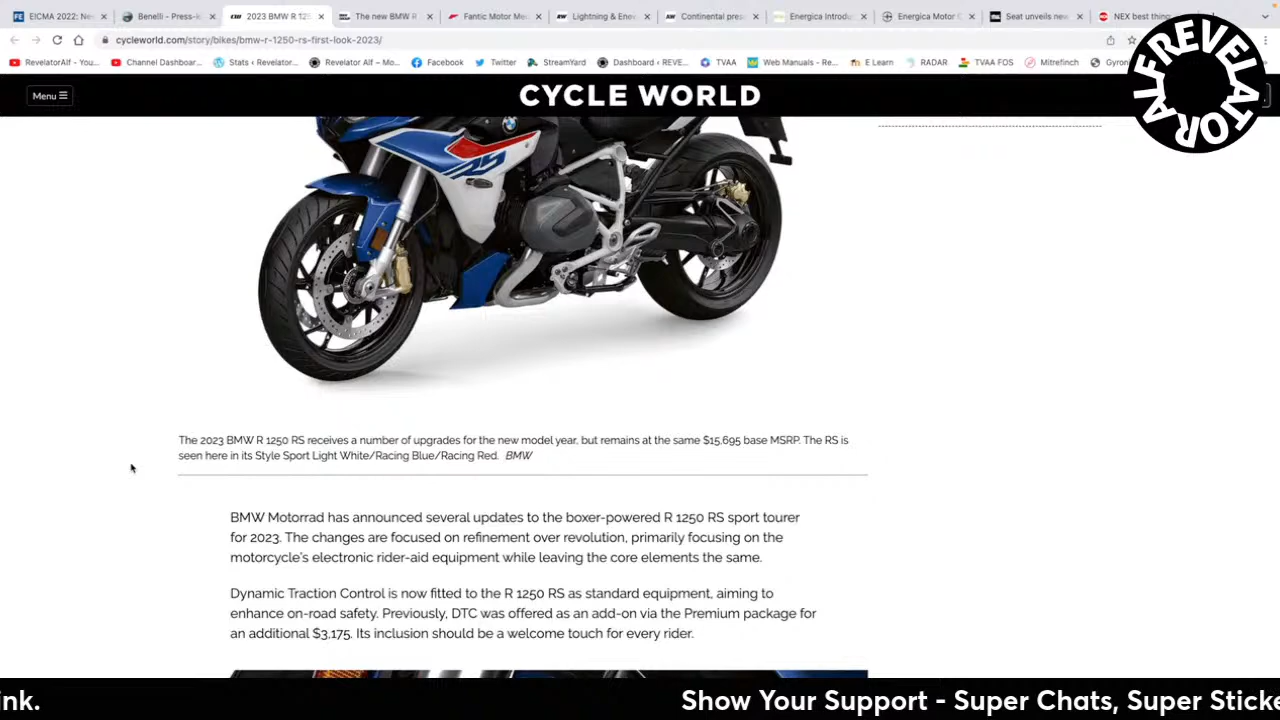 EICMA 2022: Ne
Benelli - Press-k
2023 BMW R 12
The new BMW R
Fantic Motor Me
Lightning & Ene
Continental pres
Energica Introdu
Energica Motor C
Seat unveils new
NEX best thing
cycleworld.com/story/bikes/bmw-r-1250-rs-first-look-2023/
RevelatorAlf - You...
Channel Dashboar...
Stats ‹ Revelator...
Revelator Alf – Mo...
Facebook
Twitter
StreamYard
Dashboard ‹ REVE...
TVAA
Web Manuals - Re...
E Learn
RADAR
TVAA FOS
Mitrefinch
Gyron
REVELATOR ALF
Menu
CYCLE WORLD
RS
The 2023 BMW R 1250 RS receives a number of upgrades for the new model year, but remains at the same $15,695 base MSRP. The RS is
seen here in its Style Sport Light White/Racing Blue/Racing Red. BMW
BMW Motorrad has announced several updates to the boxer-powered R 1250 RS sport tourer
for 2023. The changes are focused on refinement over revolution, primarily focusing on the
motorcycle's electronic rider-aid equipment while leaving the core elements the same.
Dynamic Traction Control is now fitted to the R 1250 RS as standard equipment, aiming to
enhance on-road safety. Previously, DTC was offered as an add-on via the Premium package for
an additional $3,175. Its inclusion should be a welcome touch for every rider.
ink.
Show Your Support - Super Chats, Super Sticke